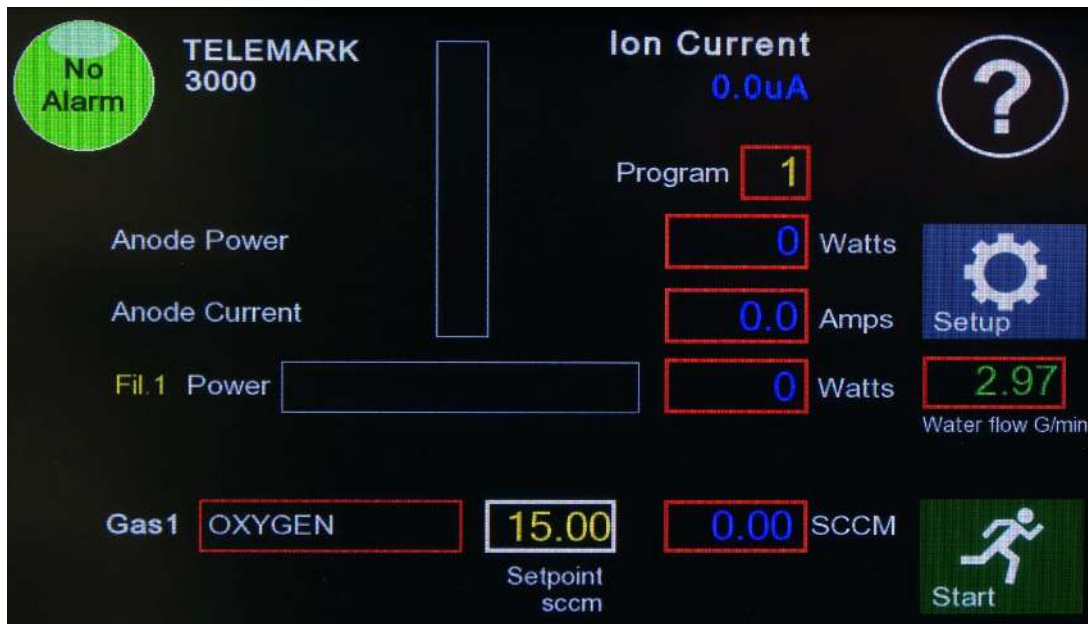 No
Alarm
TELEMARK
3000
Ion Current
0.0uA
?
Program 1
Anode Power 0 Watts
Anode Current 0.0 Amps
Setup
Fil.1 Power 0 Watts
2.97
Water flow G/min
Gas1 OXYGEN 15.00 0.00 SCCM
Setpoint
sccm
Start